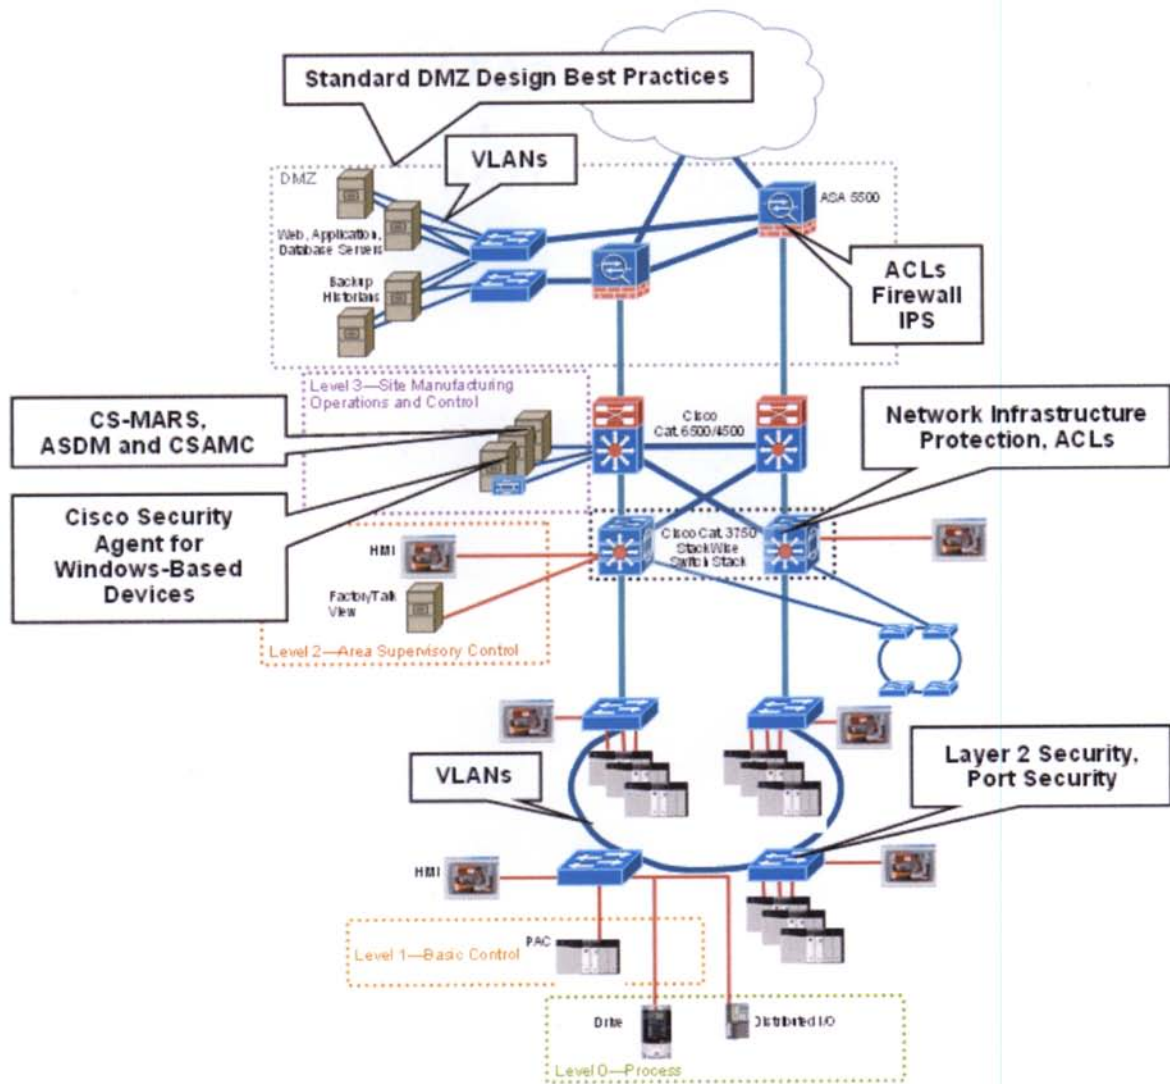 Standard DMZ Design Best Practices
VLANs
DMZ
ASA 5500
Web, Application,
Database Servers
Backup
Historians
ACLs
Firewall
IPS
Level 3—Site Manufacturing
Operations and Control
CS-MARS,
ASDM and CSAMC
Cisco
Cat. 6500/4500
Network Infrastructure
Protection, ACLs
Cisco Security
Agent for
Windows-Based
Devices
HMI
Cisco Cat. 3750
StackWise
Switch Stack
FactoryTalk
View
Level 2—Area Supervisory Control
VLANs
Layer 2 Security,
Port Security
HMI
PAC
Level 1—Basic Control
Drive
Distributed I/O
Level 0—Process